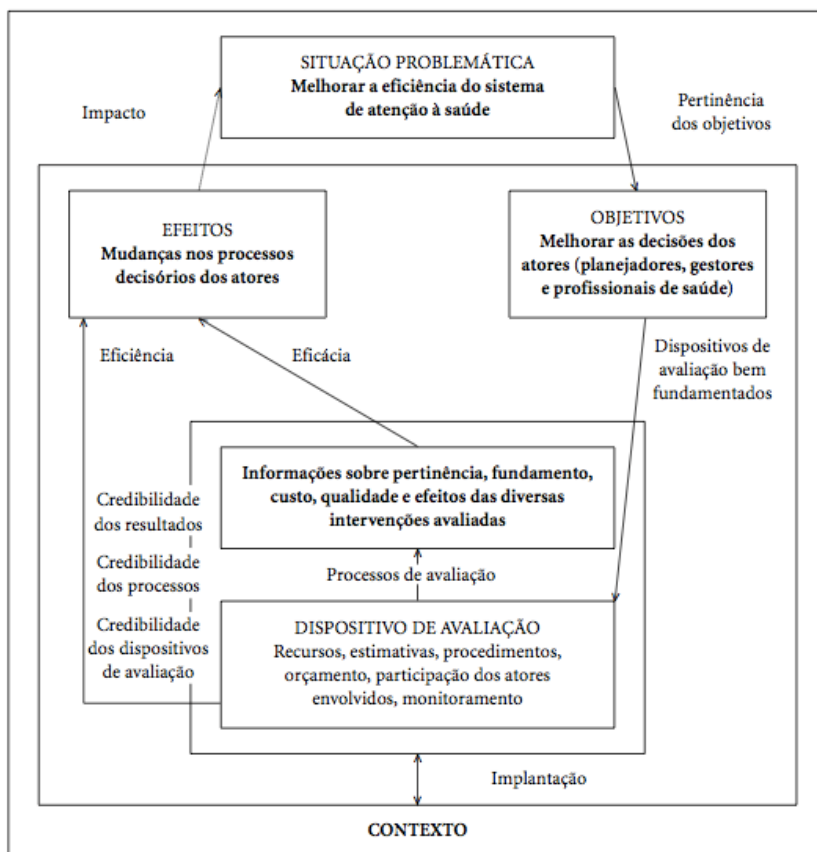 SITUAÇÃO PROBLEMÁTICA
Melhorar a eficiência do sistema
de atenção à saúde
Impacto
Pertinência
dos objetivos
EFEITOS
Mudanças nos processos
decisórios dos atores
OBJETIVOS
Melhorar as decisões dos
atores (planejadores, gestores
e profissionais de saúde)
Eficiência
Eficácia
Dispositivos de
avaliação bem
fundamentados
Informações sobre pertinência, fundamento,
custo, qualidade e efeitos das diversas
intervenções avaliadas
Credibilidade
dos resultados
Credibilidade
dos processos
Credibilidade
dos dispositivos
de avaliação
Processos de avaliação
DISPOSITIVO DE AVALIAÇÃO
Recursos, estimativas, procedimentos,
orçamento, participação dos atores
envolvidos, monitoramento
Implantação
CONTEXTO